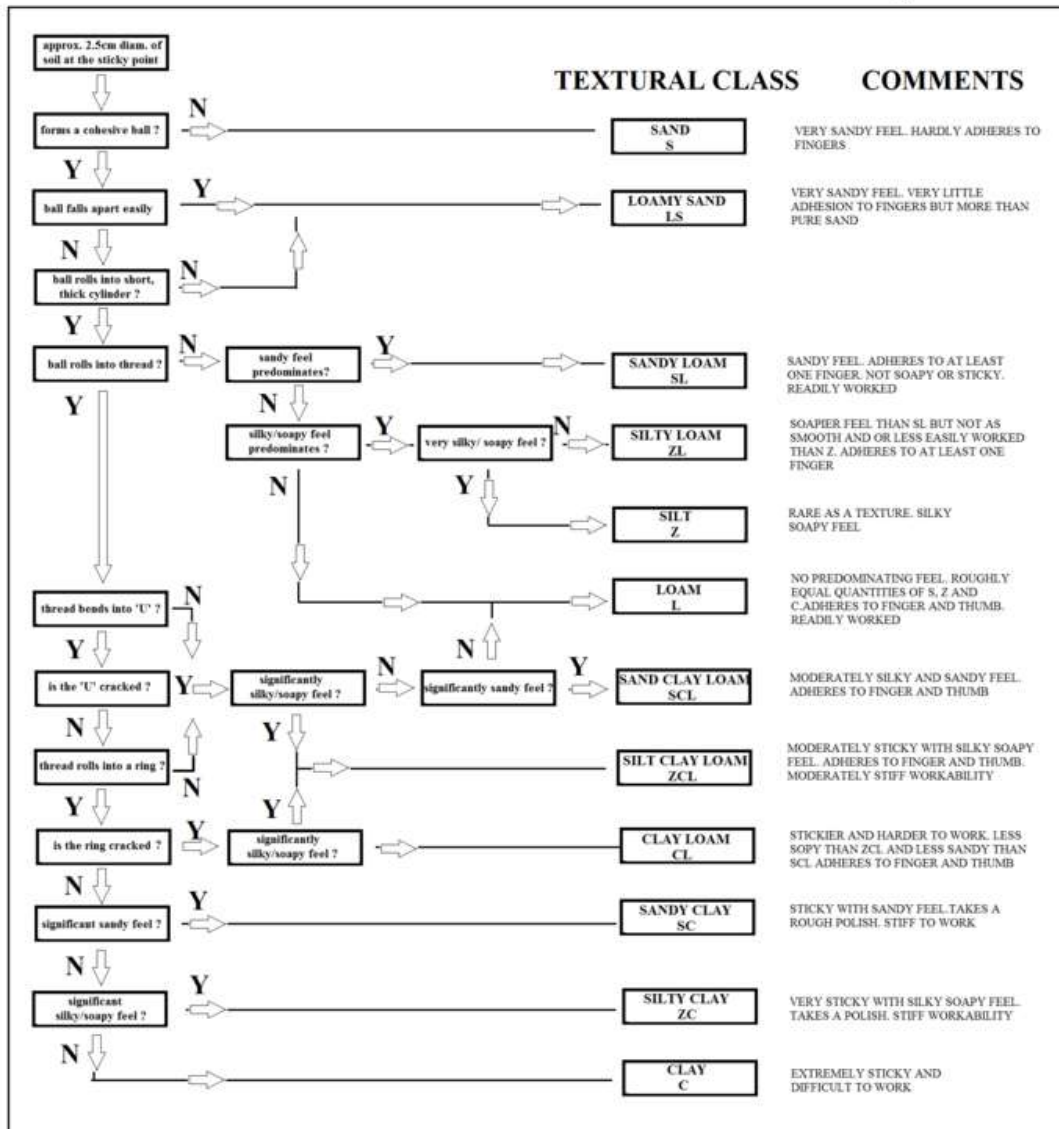 approx. 2.5cm diam. of
soil at the sticky point
TEXTURAL CLASS
COMMENTS
forms a cohesive ball ?
N
SAND
S
VERY SANDY FEEL. HARDLY ADHERES TO
FINGERS
Y
ball falls apart easily
Y
LOAMY SAND
LS
VERY SANDY FEEL. VERY LITTLE
ADHESION TO FINGERS BUT MORE THAN
PURE SAND
N
ball rolls into short,
thick cylinder ?
N
Y
ball rolls into thread ?
N
sandy feel
predominates?
Y
SANDY LOAM
SL
SANDY FEEL. ADHERES TO AT LEAST
ONE FINGER. NOT SOAPY OR STICKY.
READILY WORKED
Y
N
silky/soapy feel
predominates ?
Y
very silky/ soapy feel ?
N
SILTY LOAM
ZL
SOAPIER FEEL THAN SL BUT NOT AS
SMOOTH AND OR LESS EASILY WORKED
THAN Z. ADHERES TO AT LEAST ONE
FINGER
N
Y
SILT
Z
RARE AS A TEXTURE. SILKY
SOAPY FEEL
thread bends into 'U' ?
N
LOAM
L
NO PREDOMINATING FEEL. ROUGHLY
EQUAL QUANTITIES OF S, Z AND
C.ADHERES TO FINGER AND THUMB.
READILY WORKED
Y
N
is the 'U' cracked ?
Y
significantly
silky/soapy feel ?
N
significantly sandy feel ?
Y
SAND CLAY LOAM
SCL
MODERATELY SILKY AND SANDY FEEL.
ADHERES TO FINGER AND THUMB
N
Y
thread rolls into a ring ?
N
SILT CLAY LOAM
ZCL
MODERATELY STICKY WITH SILKY SOAPY
FEEL. ADHERES TO FINGER AND THUMB.
MODERATELY STIFF WORKABILITY
Y
Y
is the ring cracked ?
Y
significantly
silky/soapy feel ?
CLAY LOAM
CL
STICKIER AND HARDER TO WORK. LESS
SOPY THAN ZCL AND LESS SANDY THAN
SCL ADHERES TO FINGER AND THUMB
N
significant sandy feel ?
Y
SANDY CLAY
SC
STICKY WITH SANDY FEEL.TAKES A
ROUGH POLISH. STIFF TO WORK
N
significant
silky/soapy feel ?
Y
SILTY CLAY
ZC
VERY STICKY WITH SILKY SOAPY FEEL.
TAKES A POLISH. STIFF WORKABILITY
N
CLAY
C
EXTREMELY STICKY AND
DIFFICULT TO WORK